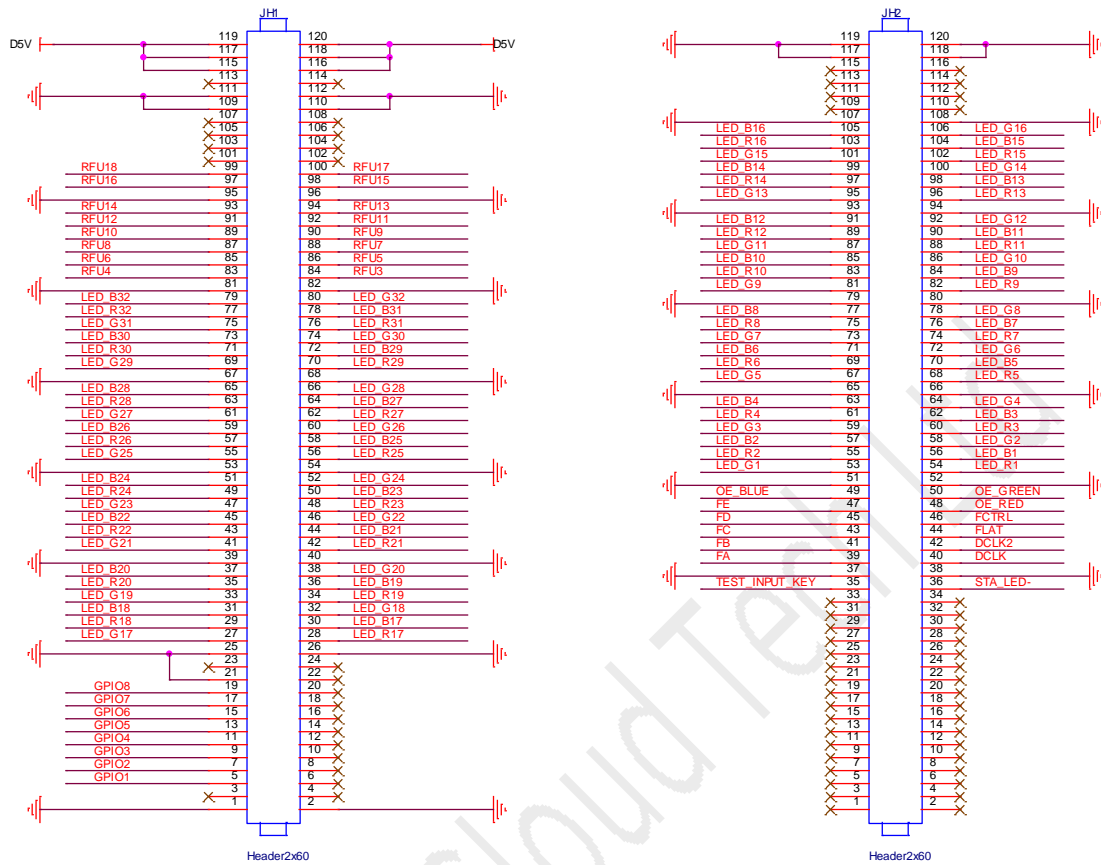 JH1
D5V 119 120 D5V
117 118
115 116
113 114
111 112
109 110
107 108
105 106
103 104
101 102
RFU18 99 100 RFU17
RFU16 97 98 RFU15
95 96
RFU14 93 94 RFU13
RFU12 91 92 RFU11
RFU10 89 90 RFU9
RFU8 87 88 RFU7
RFU6 85 86 RFU5
RFU4 83 84 RFU3
81 82
LED_B32 79 80 LED_G32
LED_R32 77 78 LED_B31
LED_G31 75 76 LED_R31
LED_B30 73 74 LED_G30
LED_R30 71 72 LED_B29
LED_G29 69 70 LED_R29
67 68
LED_B28 65 66 LED_G28
LED_R28 63 64 LED_B27
LED_G27 61 62 LED_R27
LED_B26 59 60 LED_G26
LED_R26 57 58 LED_B25
LED_G25 55 56 LED_R25
53 54
LED_B24 51 52 LED_G24
LED_R24 49 50 LED_B23
LED_G23 47 48 LED_R23
LED_B22 45 46 LED_G22
LED_R22 43 44 LED_B21
LED_G21 41 42 LED_R21
39 40
LED_B20 37 38 LED_G20
LED_R20 35 36 LED_B19
LED_G19 33 34 LED_R19
LED_B18 31 32 LED_G18
LED_R18 29 30 LED_B17
LED_G17 27 28 LED_R17
25 26
23 24
21 22
GPIO8 19 20
GPIO7 17 18
GPIO6 15 16
GPIO5 13 14
GPIO4 11 12
GPIO3 9 10
GPIO2 7 8
GPIO1 5 6
3 4
1 2
Header2x60
JH2
119 120
117 118
115 116
113 114
111 112
109 110
107 108
LED_B16 105 106 LED_G16
LED_R16 103 104 LED_B15
LED_G15 101 102 LED_R15
LED_B14 99 100 LED_G14
LED_R14 97 98 LED_B13
LED_G13 95 96 LED_R13
93 94
LED_B12 91 92 LED_G12
LED_R12 89 90 LED_B11
LED_G11 87 88 LED_R11
LED_B10 85 86 LED_G10
LED_R10 83 84 LED_B9
LED_G9 81 82 LED_R9
79 80
LED_B8 77 78 LED_G8
LED_R8 75 76 LED_B7
LED_G7 73 74 LED_R7
LED_B6 71 72 LED_G6
LED_R6 69 70 LED_B5
LED_G5 67 68 LED_R5
65 66
LED_B4 63 64 LED_G4
LED_R4 61 62 LED_B3
LED_G3 59 60 LED_R3
LED_B2 57 58 LED_G2
LED_R2 55 56 LED_B1
LED_G1 53 54 LED_R1
51 52
OE_BLUE 49 50 OE_GREEN
FE 47 48 OE_RED
FD 45 46 FCTRL
FC 43 44 FLAT
FB 41 42 DCLK2
FA 39 40 DCLK
37 38
TEST_INPUT_KEY 35 36 STA_LED-
33 34
31 32
29 30
27 28
25 26
23 24
21 22
19 20
17 18
15 16
13 14
11 12
9 10
7 8
5 6
3 4
1 2
Header2x60
Cloud Tech Ltd